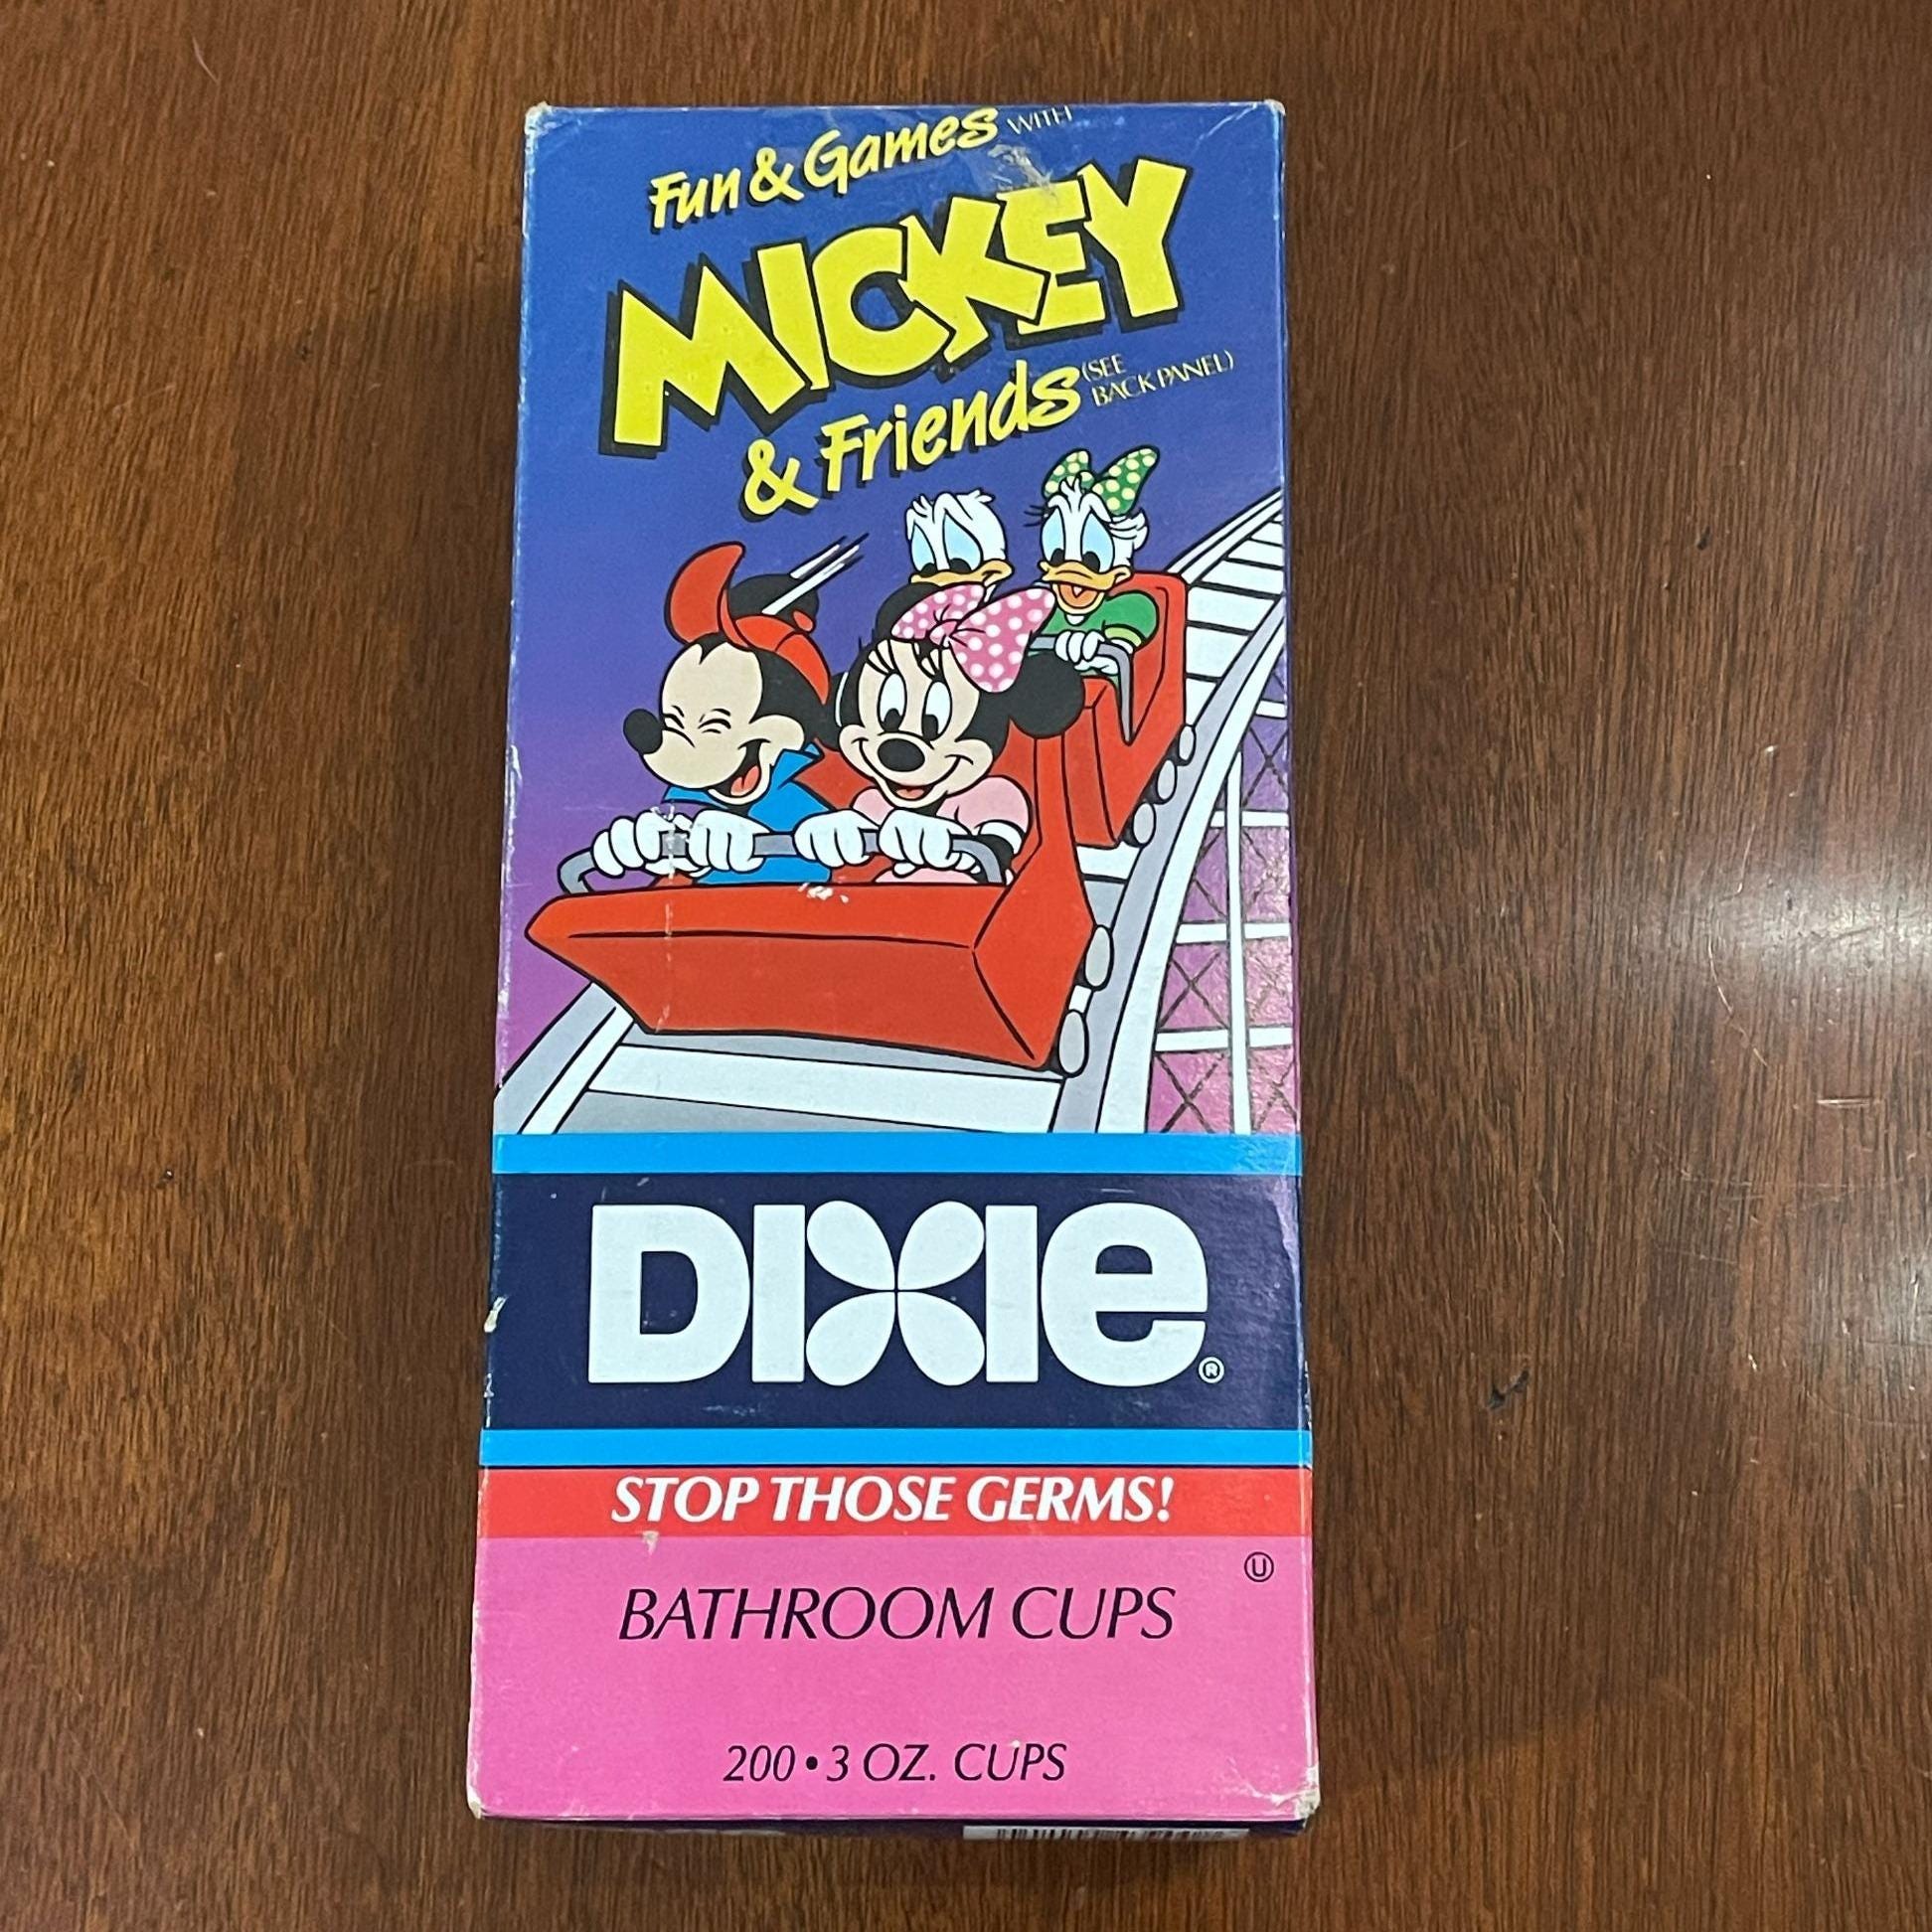 Fun & Games WITH
MICKEY
& Friends (SEE
BACK PANEL)
DIXIE®
STOP THOSE GERMS!
Ⓤ
BATHROOM CUPS
200 • 3 OZ. CUPS